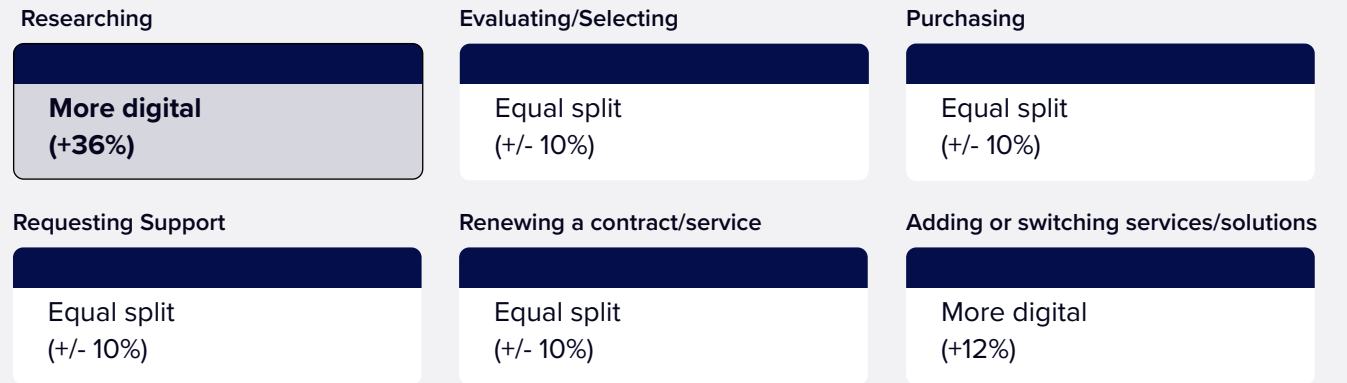 Researching
More digital
(+36%)
Evaluating/Selecting
Equal split
(+/- 10%)
Purchasing
Equal split
(+/- 10%)
Requesting Support
Equal split
(+/- 10%)
Renewing a contract/service
Equal split
(+/- 10%)
Adding or switching services/solutions
More digital
(+12%)